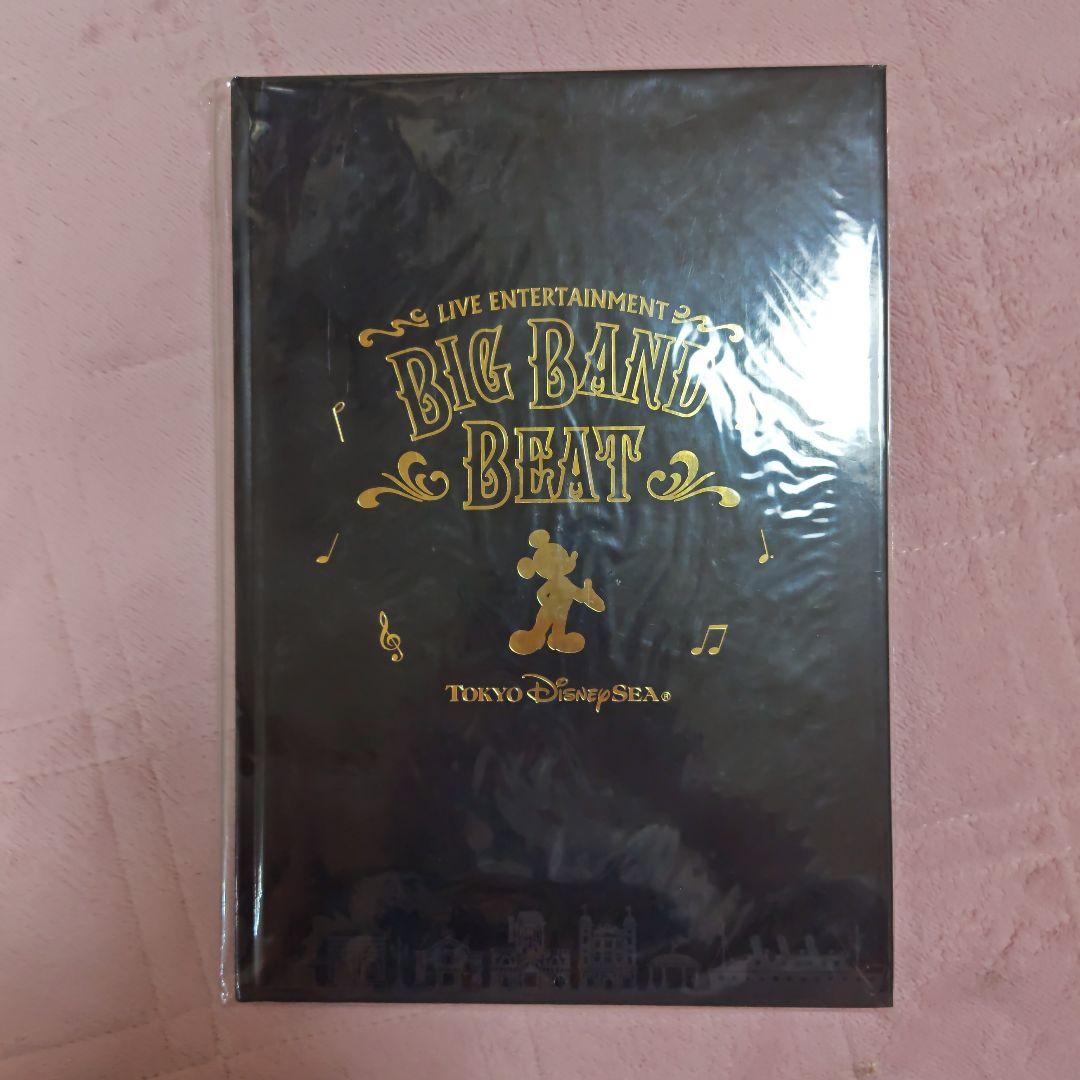 LIVE ENTERTAINMENT
BIG BAND
BEAT
TOKYO DISNEYSEA®